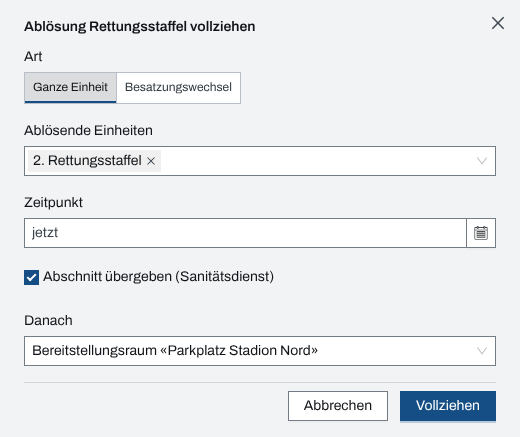 Ablösung Rettungsstaffel vollziehen
Art
Ganze Einheit
Besatzungswechsel
Ablösende Einheiten
2. Rettungsstaffel
Zeitpunkt
jetzt
Abschnitt übergeben (Sanitätsdienst)
Danach
Bereitstellungsraum «Parkplatz Stadion Nord»
Abbrechen
Vollziehen